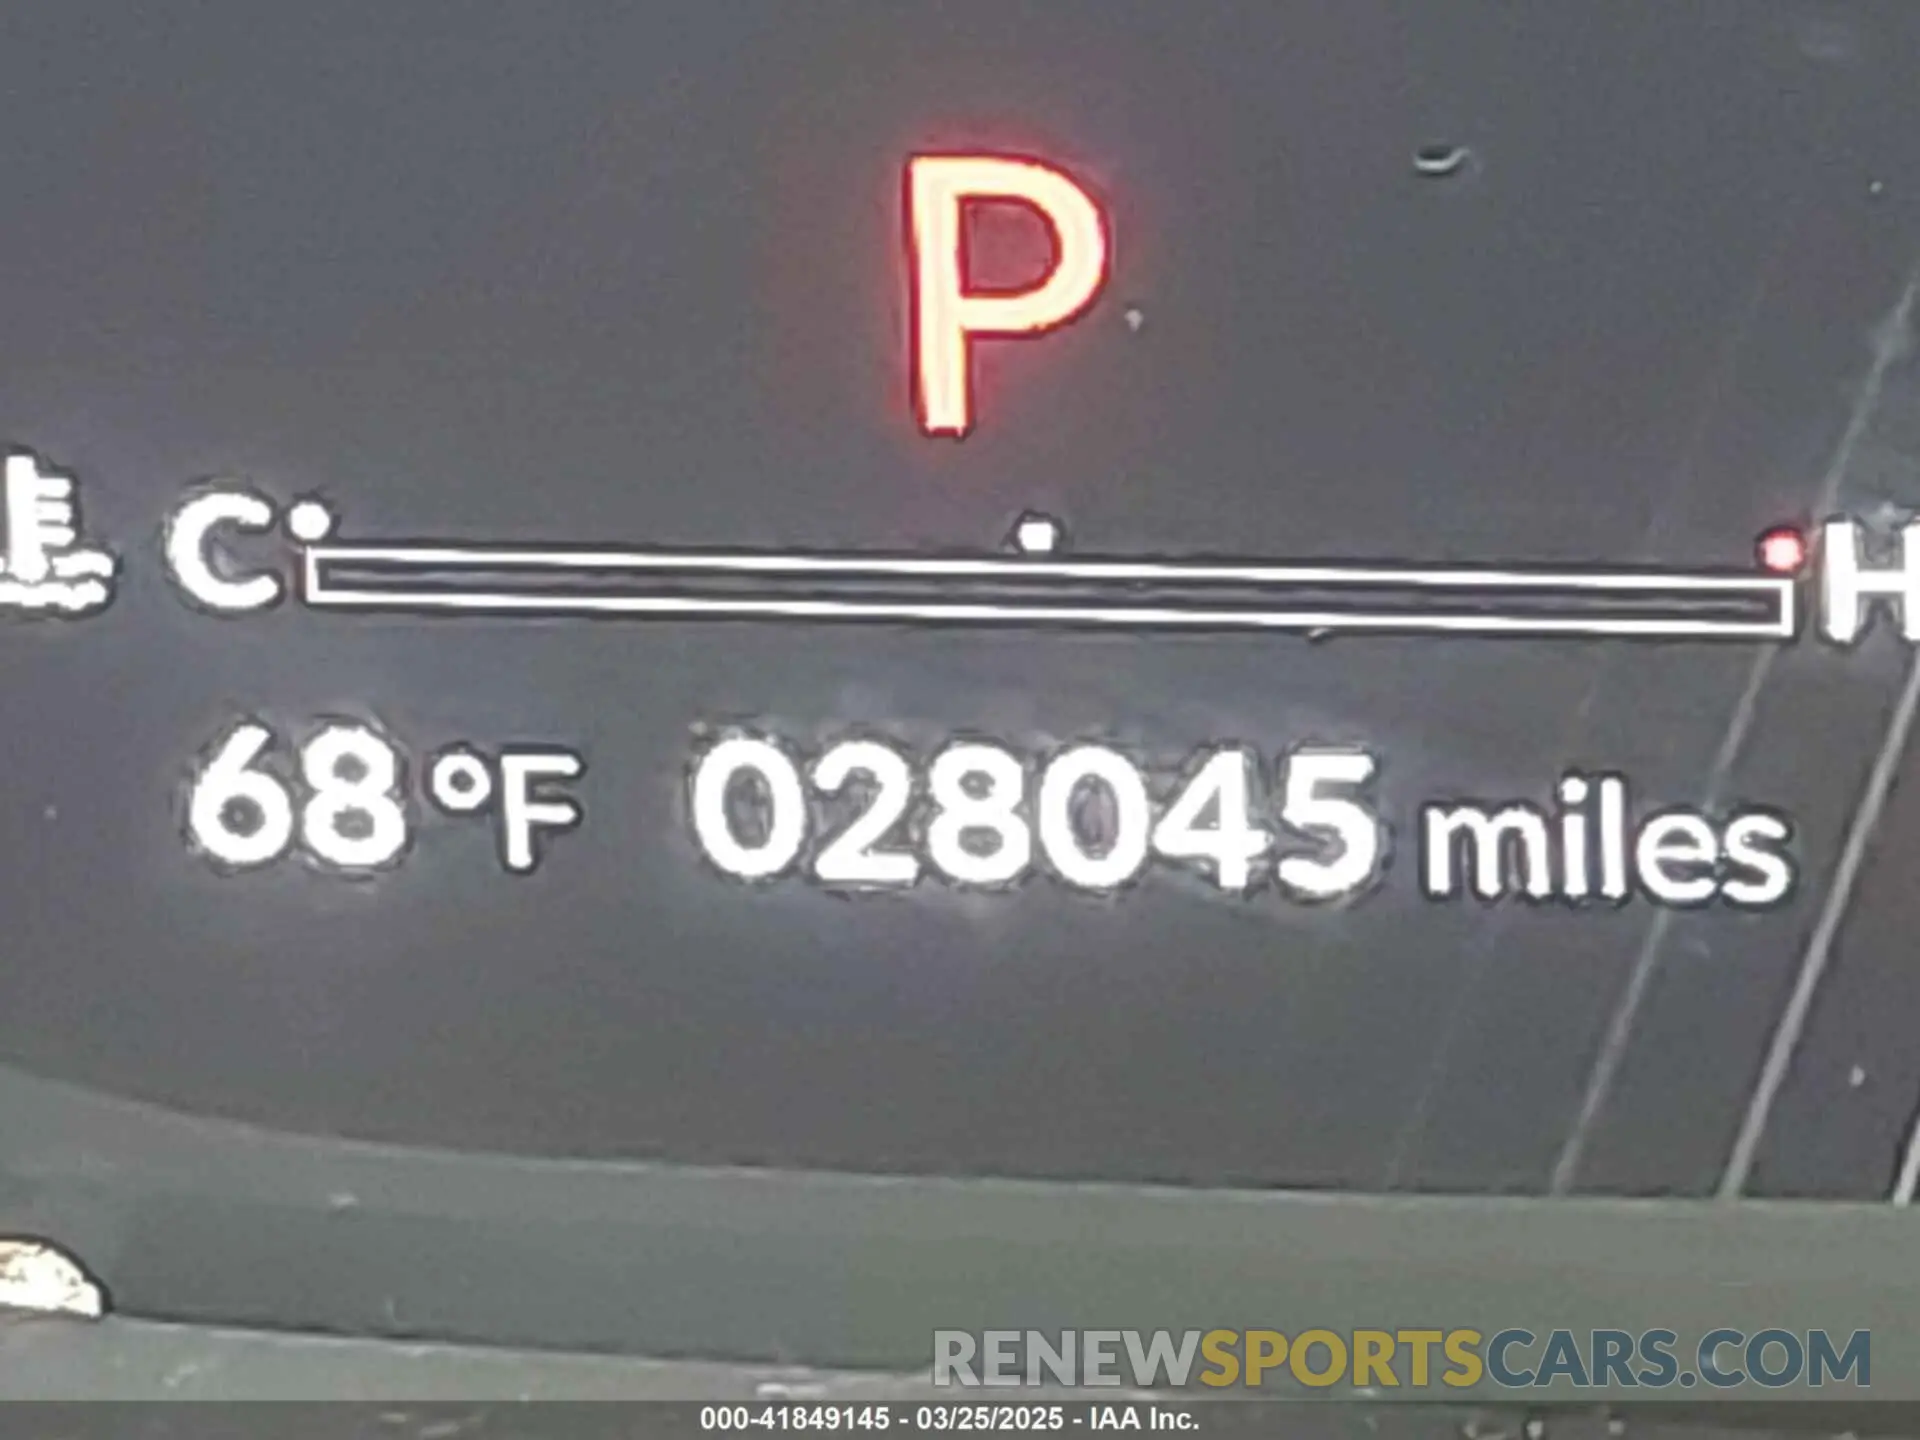 P
C H
68 °F 028045 miles
RENEWSPORTSCARS.COM
000-41849145 - 03/25/2025 - IAA Inc.